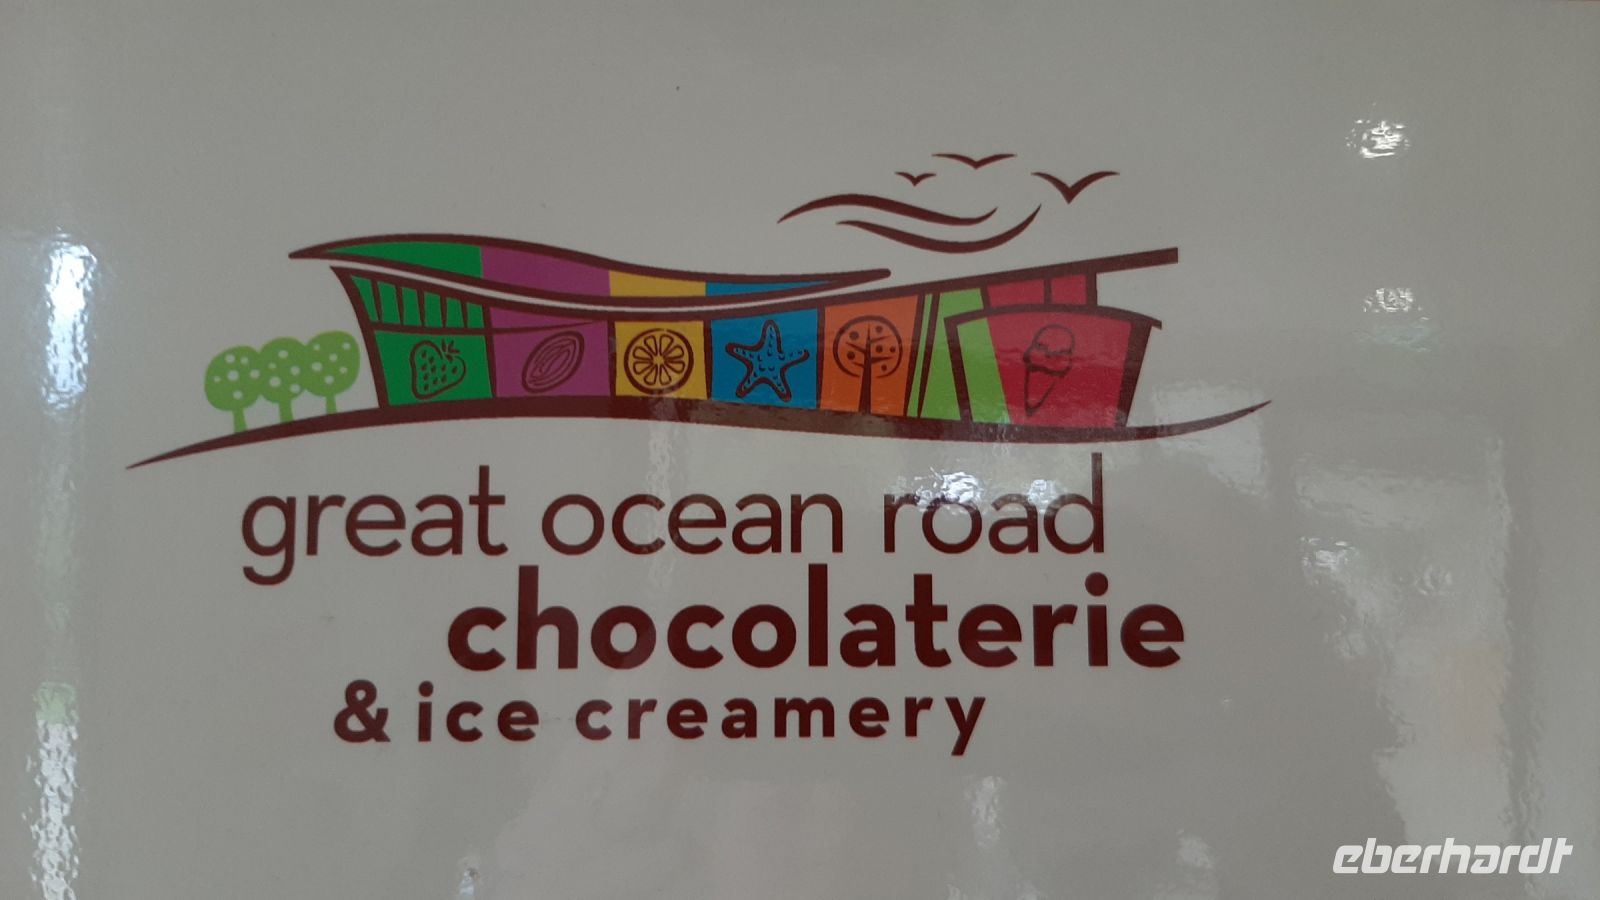 great ocean road
chocolaterie
& ice creamery
eberhardt